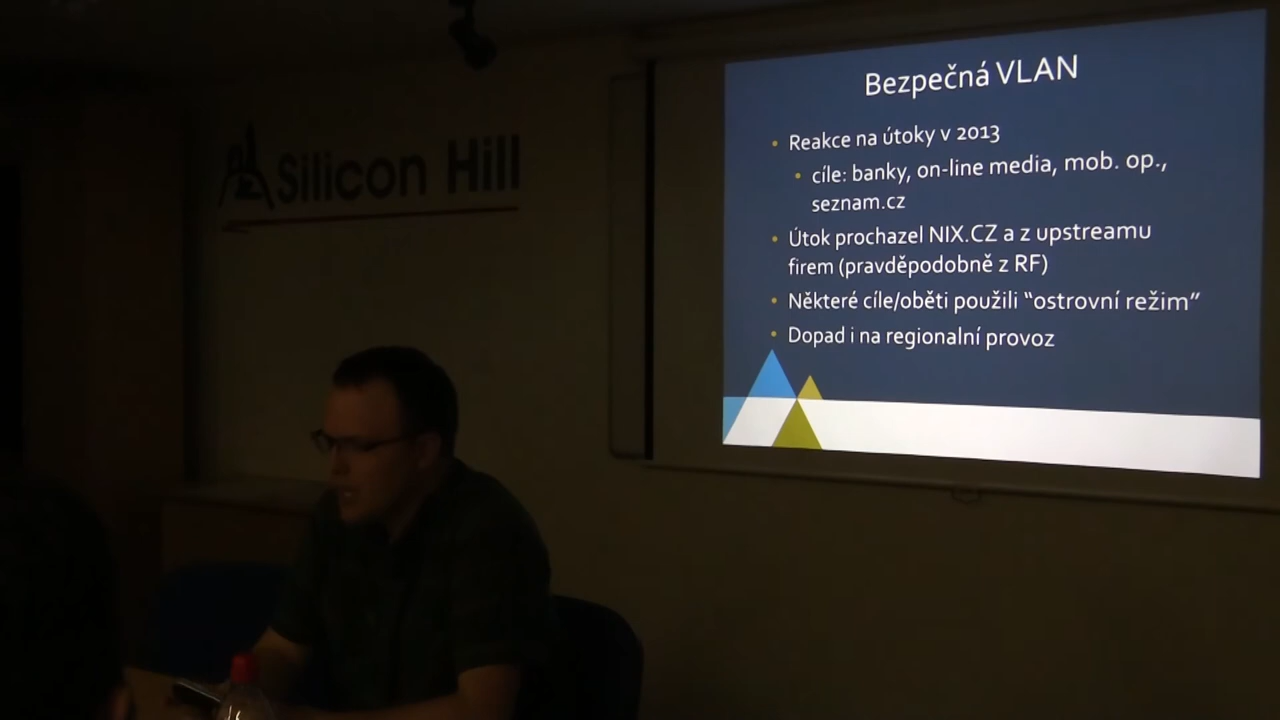 Silicon Hill
Bezpečná VLAN
Reakce na útoky v 2013
cíle: banky, on-line media, mob. op.,
seznam.cz
Útok prochazel NIX.CZ a z upstreamu
firem (pravděpodobně z RF)
Některé cíle/oběti použili “ostrovní režim”
Dopad i na regionalní provoz